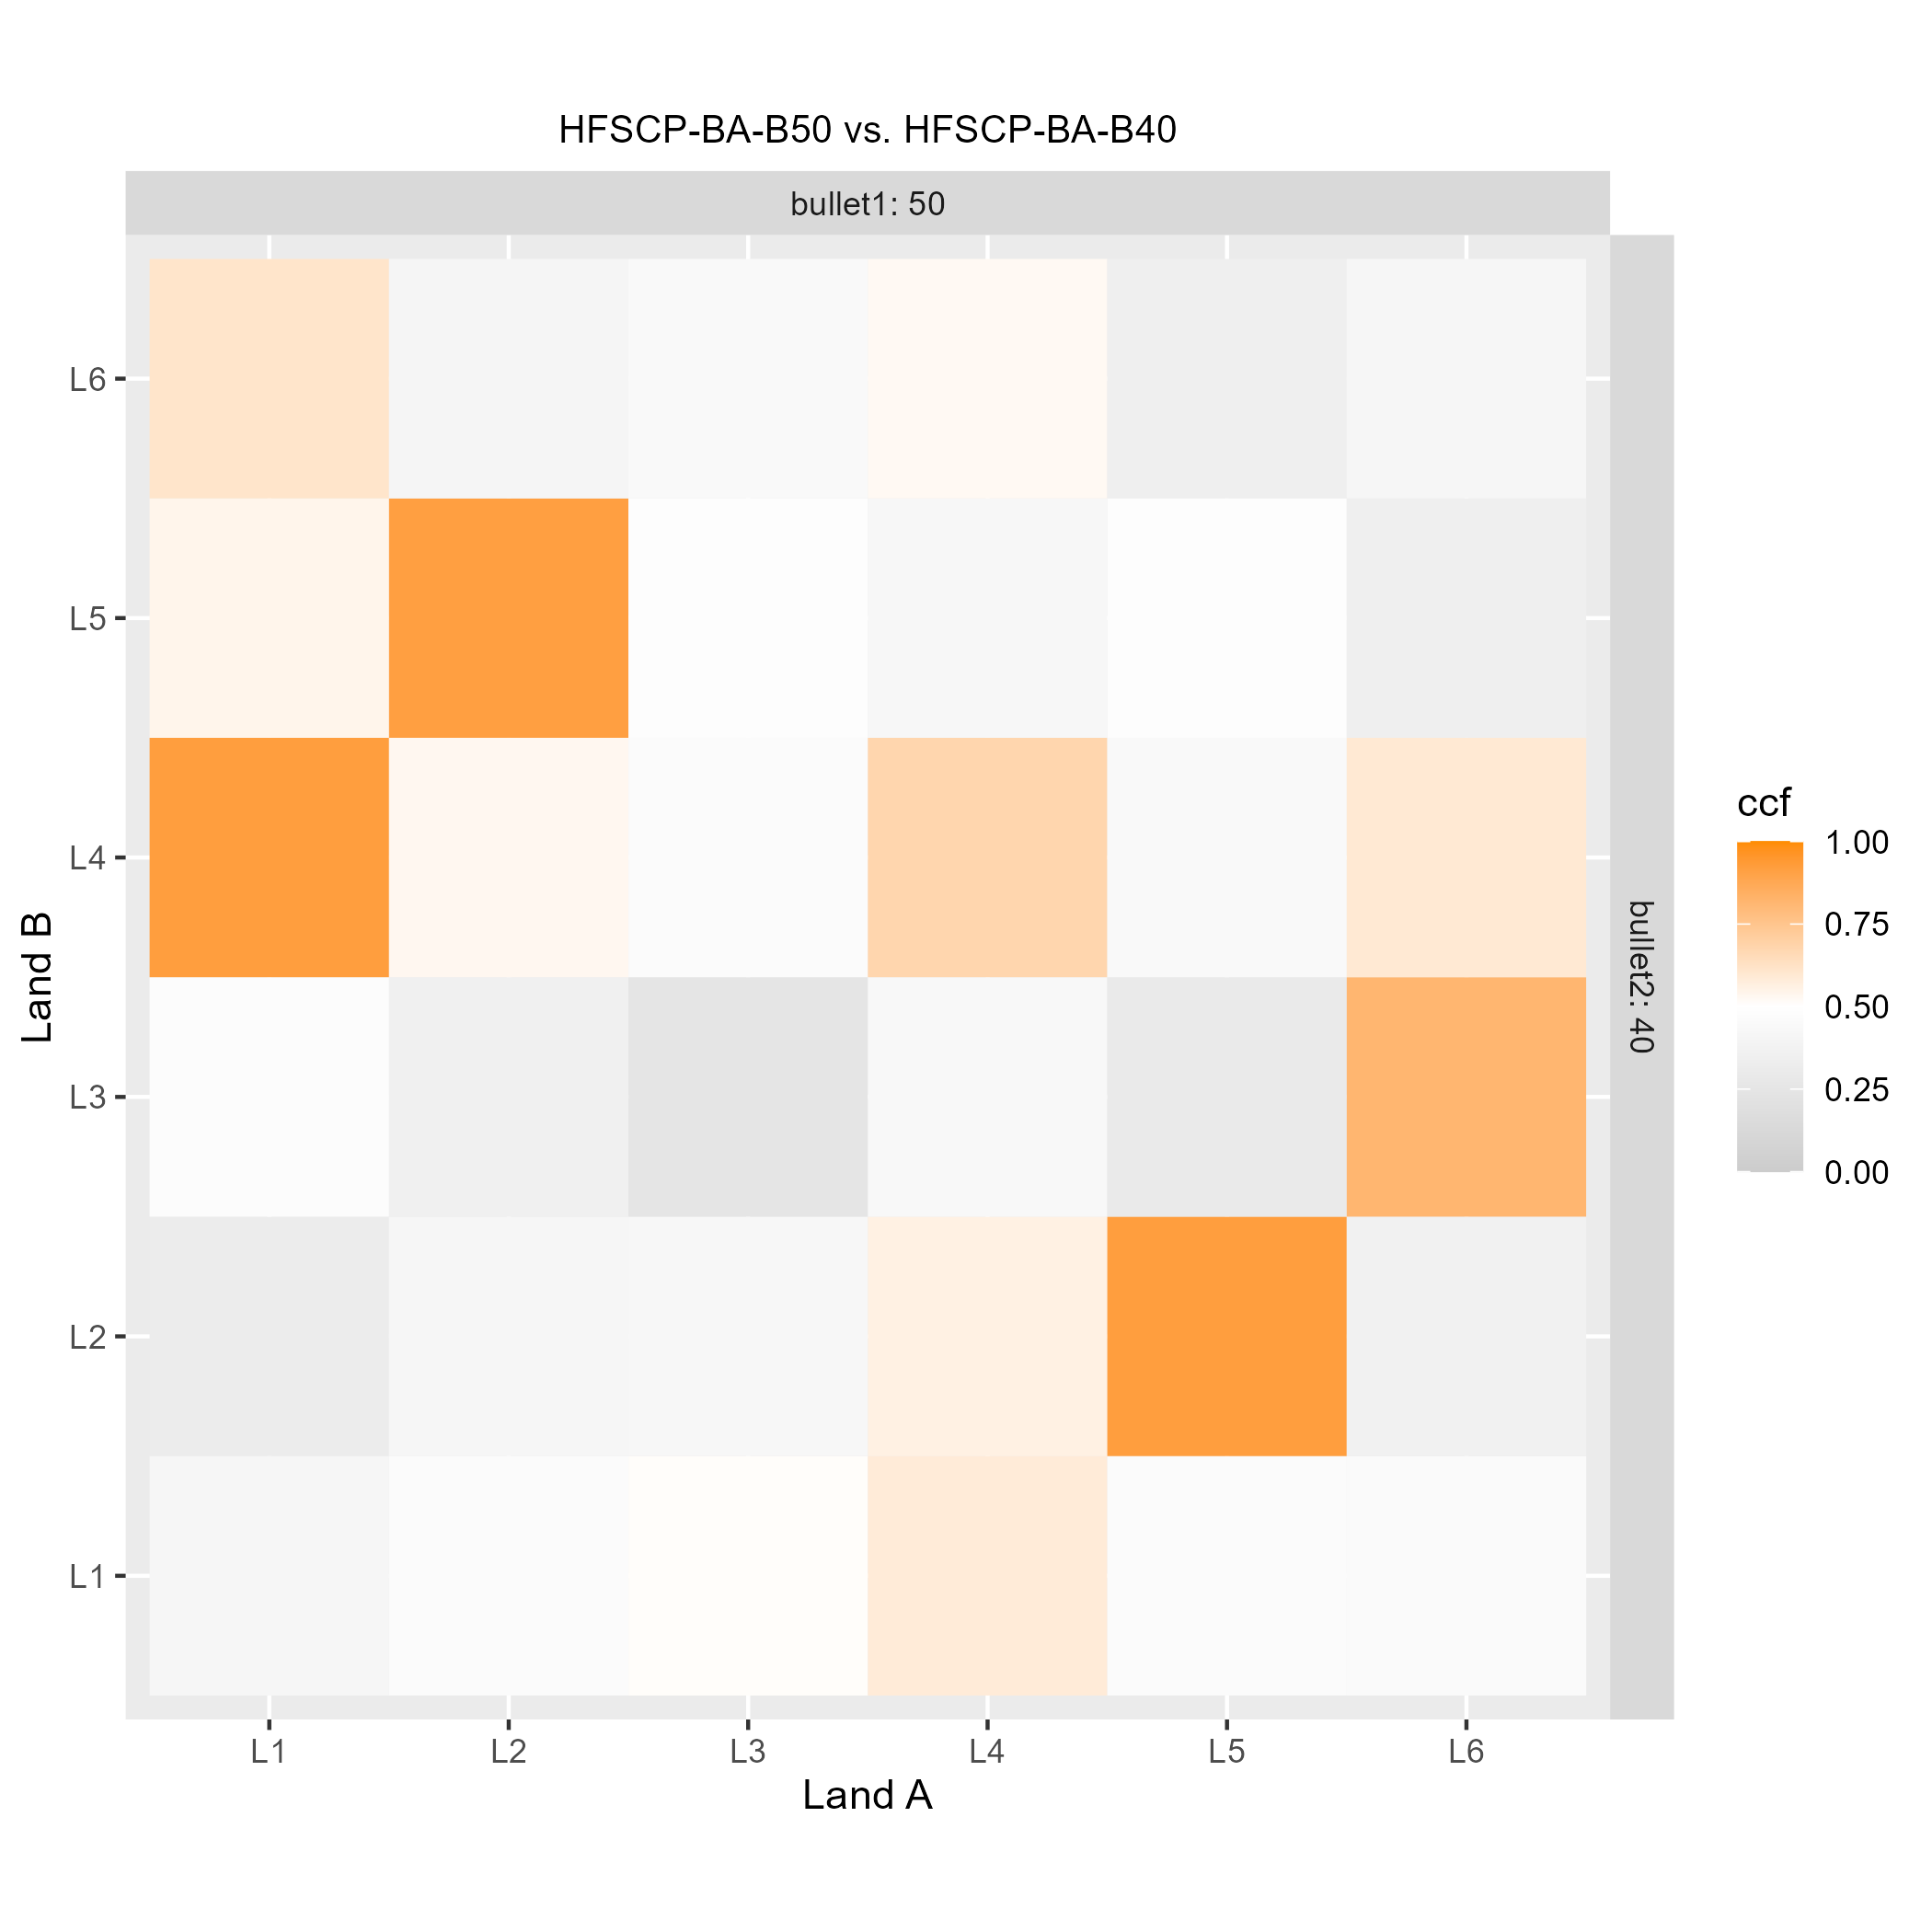 HFSCP-BA-B50 vs. HFSCP-BA-B40
bullet1: 50
L6
L5
L4
L3
L2
L1
Land B
bullet2: 40
L1 L2 L3 L4 L5 L6
Land A
ccf
1.00
0.75
0.50
0.25
0.00